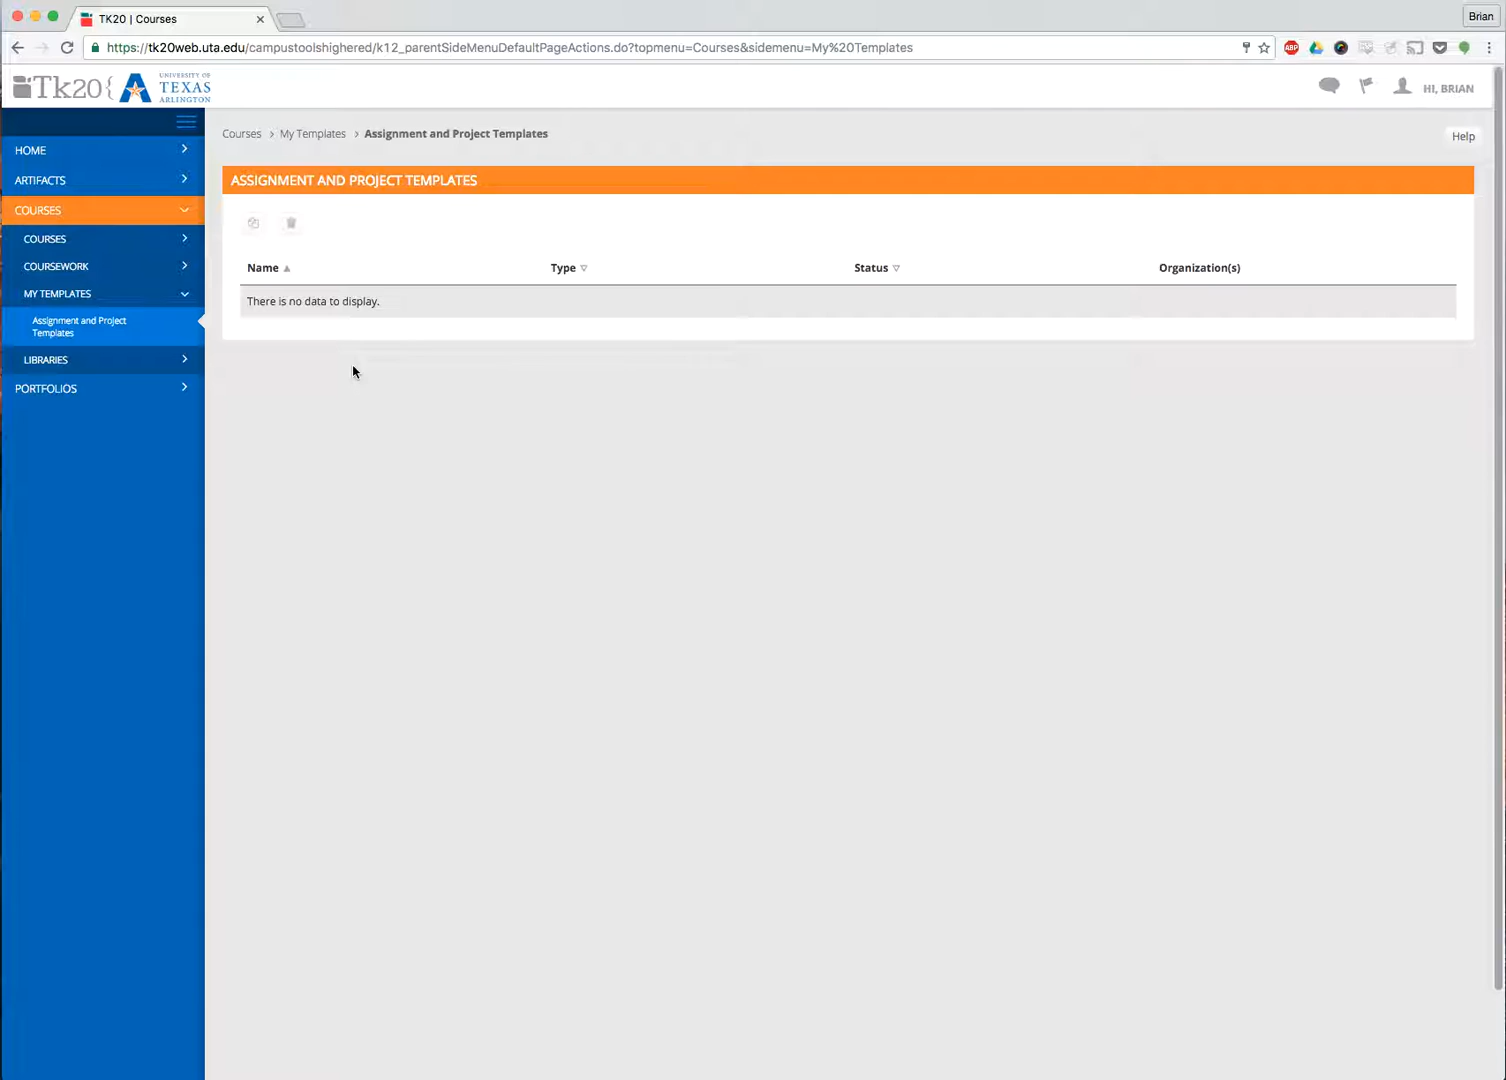 TK20 | Courses
Brian
https://tk20web.uta.edu/campustoolshighered/k12_parentSideMenuDefaultPageActions.do?topmenu=Courses&sidemenu=My%20Templates
ABP
Tk20{
UNIVERSITY OF
TEXAS
ARLINGTON
HI, BRIAN
HOME
ARTIFACTS
COURSES
COURSES
COURSEWORK
MY TEMPLATES
Assignment and Project
Templates
LIBRARIES
PORTFOLIOS
Courses > My Templates > Assignment and Project Templates
Help
ASSIGNMENT AND PROJECT TEMPLATES
Name Type Status Organization(s)
There is no data to display.